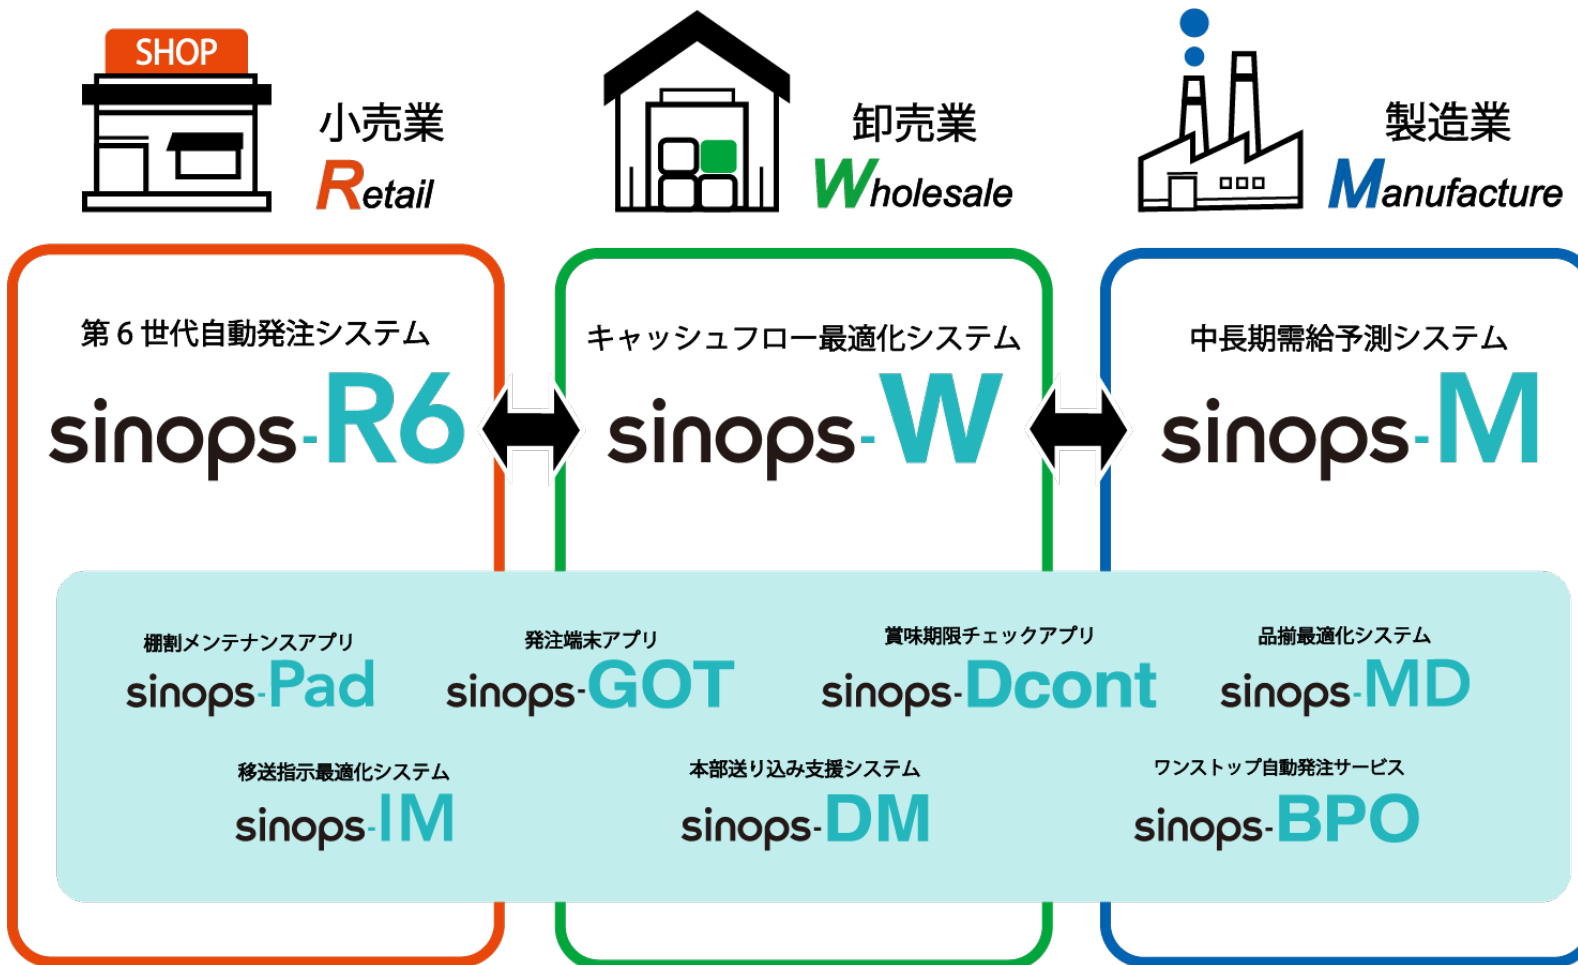 SHOP
小売業
Retail
卸売業
Wholesale
製造業
Manufacture
第6世代自動発注システム
sinops-R6
キャッシュフロー最適化システム
sinops-W
中長期需給予測システム
sinops-M
棚割メンテナンスアプリ
sinops-Pad
発注端末アプリ
sinops-GOT
賞味期限チェックアプリ
sinops-Dcont
品揃最適化システム
sinops-MD
移送指示最適化システム
sinops-IM
本部送り込み支援システム
sinops-DM
ワンストップ自動発注サービス
sinops-BPO